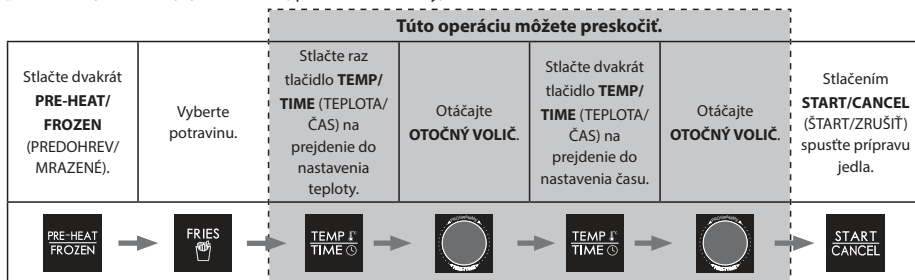 Túto operáciu môžete preskočiť.
Stlačte dvakrát
PRE-HEAT/
FROZEN
(PREDOHREV/
MRAZENÉ).
Vyberte
potravinu.
Stlačte raz
tlačidlo TEMP/
TIME (TEPLOTA/
ČAS) na
prejdenie do
nastavenia
teploty.
Otáčajte
OTOČNÝ VOLIČ.
Stlačte dvakrát
tlačidlo TEMP/
TIME (TEPLOTA/
ČAS) na
prejdenie do
nastavenia času.
Otáčajte
OTOČNÝ VOLIČ.
Stlačením
START/CANCEL
(ŠTART/ZRUŠIŤ)
spusťte prípravu
jedla.
PRE-HEAT
FROZEN
FRIES
TEMP
TIME
TEMP
TIME
START
CANCEL